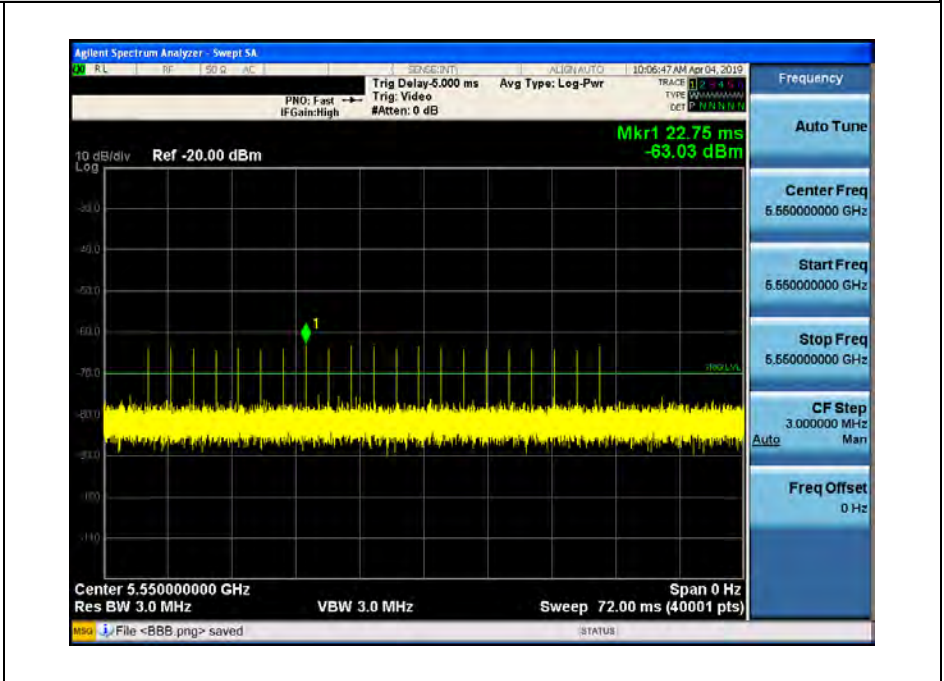 Agilent Spectrum Analyzer - Swept SA
RL RF 50 Ω AC SENSE:INT ALIGN AUTO 10:06:47 AM Apr 04, 2019
Trig Delay-5.000 ms Avg Type: Log-Pwr TRACE 1 2 3 4 5 6
PNO: Fast Trig: Video TYPE
IFGain:High #Atten: 0 dB DET P N N N N N
Mkr1 22.75 ms
10 dB/div Ref -20.00 dBm -63.03 dBm
Log
-30.0
-40.0
-50.0
-60.0
1
-70.0
TRIG LVL
-80.0
-90.0
-100
-110
Center 5.550000000 GHz Span 0 Hz
Res BW 3.0 MHz VBW 3.0 MHz Sweep 72.00 ms (40001 pts)
MSG File <BBB.png> saved STATUS
Frequency
Auto Tune
Center Freq
5.550000000 GHz
Start Freq
5.550000000 GHz
Stop Freq
5.550000000 GHz
CF Step
3.000000 MHz
Auto Man
Freq Offset
0 Hz